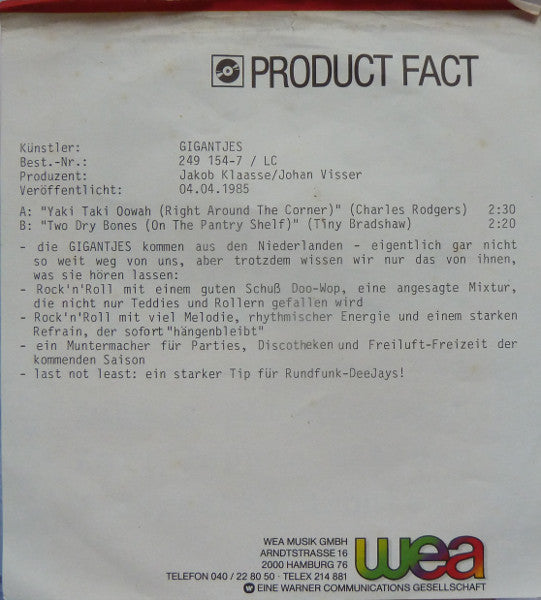 PRODUCT FACT
Künstler: GIGANTJES
Best.-Nr.: 249 154-7 / LC
Produzent: Jakob Klaasse/Johan Visser
Veröffentlicht: 04.04.1985
A: "Yaki Taki Oowah (Right Around The Corner)" (Charles Rodgers) 2:30
B: "Two Dry Bones (On The Pantry Shelf)" (Tiny Bradshaw) 2:20
- die GIGANTJES kommen aus den Niederlanden - eigentlich gar nicht
so weit weg von uns, aber trotzdem wissen wir nur das von ihnen,
was sie hören lassen:
- Rock'n'Roll mit einem guten Schuß Doo-Wop, eine angesagte Mixtur,
die nicht nur Teddies und Rollern gefallen wird
- Rock'n'Roll mit viel Melodie, rhythmischer Energie und einem starken
Refrain, der sofort "hängenbleibt"
- ein Muntermacher für Parties, Discotheken und Freiluft-Freizeit der
kommenden Saison
- last not least: ein starker Tip für Rundfunk-DeeJays!
WEA MUSIK GMBH
ARNDTSTRASSE 16
2000 HAMBURG 76
TELEFON 040 / 22 80 50 · TELEX 214 881
wea
EINE WARNER COMMUNICATIONS GESELLSCHAFT